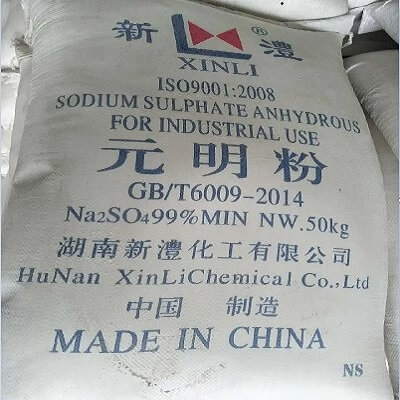 新 ® 澧
XINLI
ISO9001:2008
SODIUM SULPHATE ANHYDROUS
FOR INDUSTRIAL USE
元明粉
GB/T6009-2014
Na2SO499%MIN NW.50kg
湖南新澧化工有限公司
HuNan XinLiChemical Co.,Ltd
中国 制造
MADE IN CHINA
NS